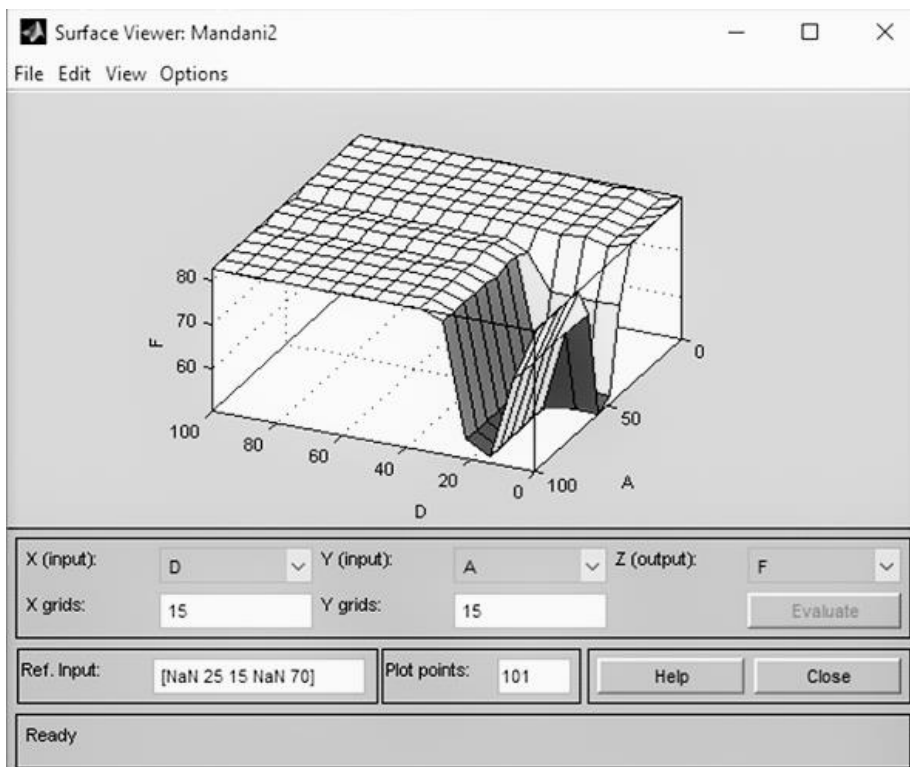 Surface Viewer: Mandani2
File Edit View Options
80
70
60
F
100
80
60
40
20
0
D
100
50
0
A
X (input):
D
Y (input):
A
Z (output):
F
X grids:
15
Y grids:
15
Evaluate
Ref. Input:
[NaN 25 15 NaN 70]
Plot points:
101
Help
Close
Ready